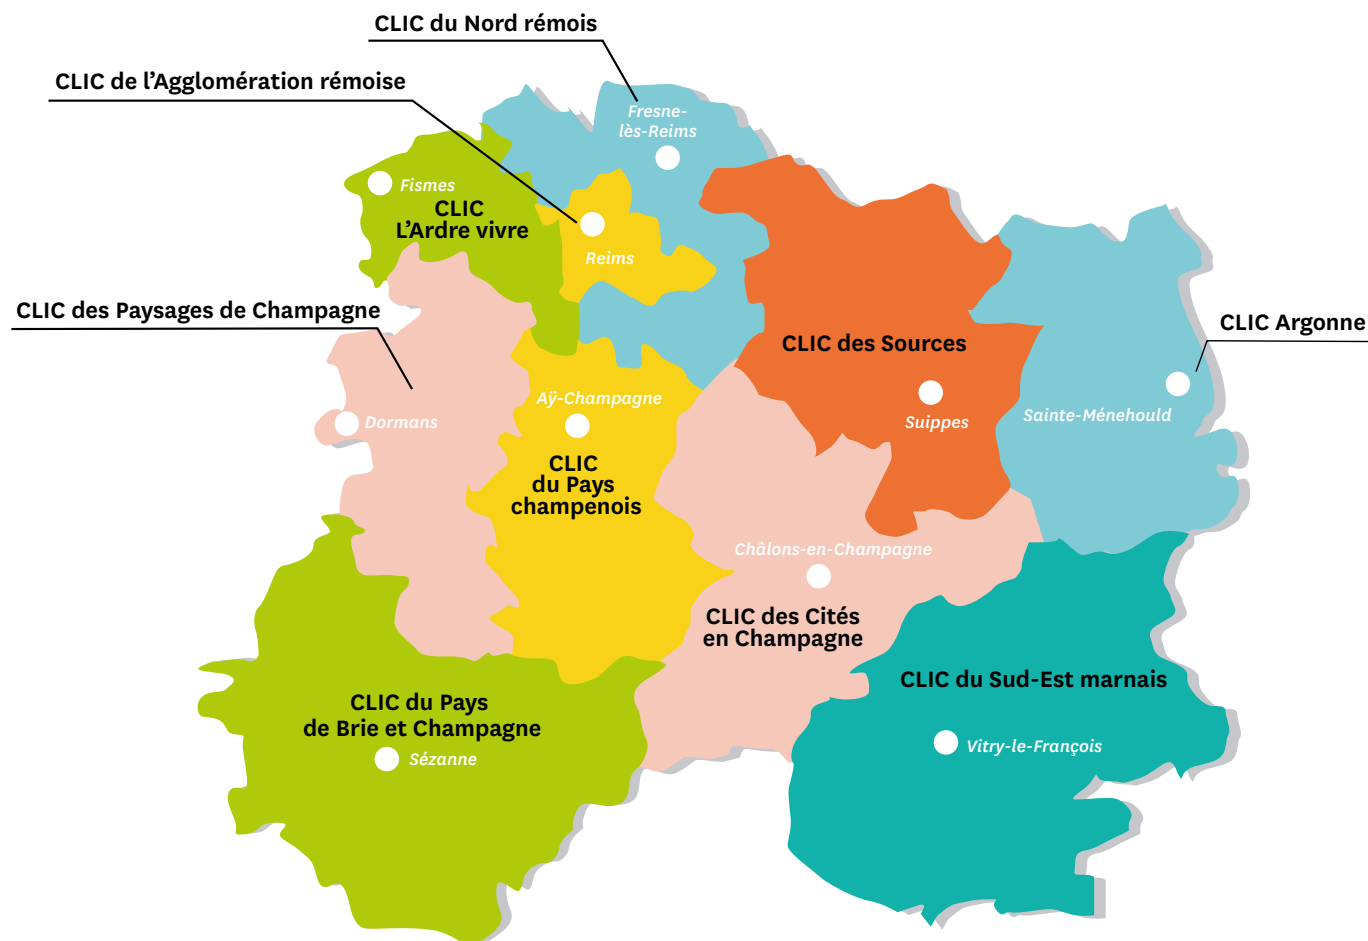 CLIC du Nord rémois
CLIC de l’Agglomération rémoise
Fresne-
lès-Reims
Fismes
CLIC
L’Ardre vivre
Reims
CLIC des Paysages de Champagne
CLIC Argonne
CLIC des Sources
Aÿ-Champagne
Dormans
Suippes
Sainte-Ménehould
CLIC
du Pays
champenois
Châlons-en-Champagne
CLIC des Cités
en Champagne
CLIC du Sud-Est marnais
CLIC du Pays
de Brie et Champagne
Sézanne
Vitry-le-François